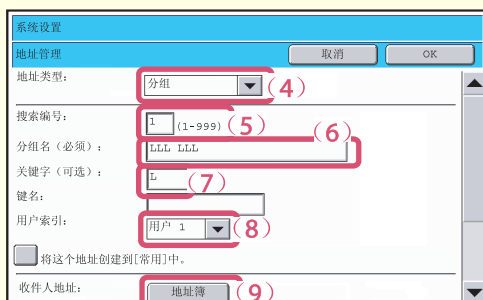 系统设置
地址管理 取消 OK
地址类型: 分组 (4)
搜索编号: 1 (1-999) (5)
分组名(必须): LLL LLL (6)
关键字(可选): L (7)
键名:
用户索引: 用户 1 (8)
将这个地址创建到[常用]中。
收件人地址: 地址簿 (9)